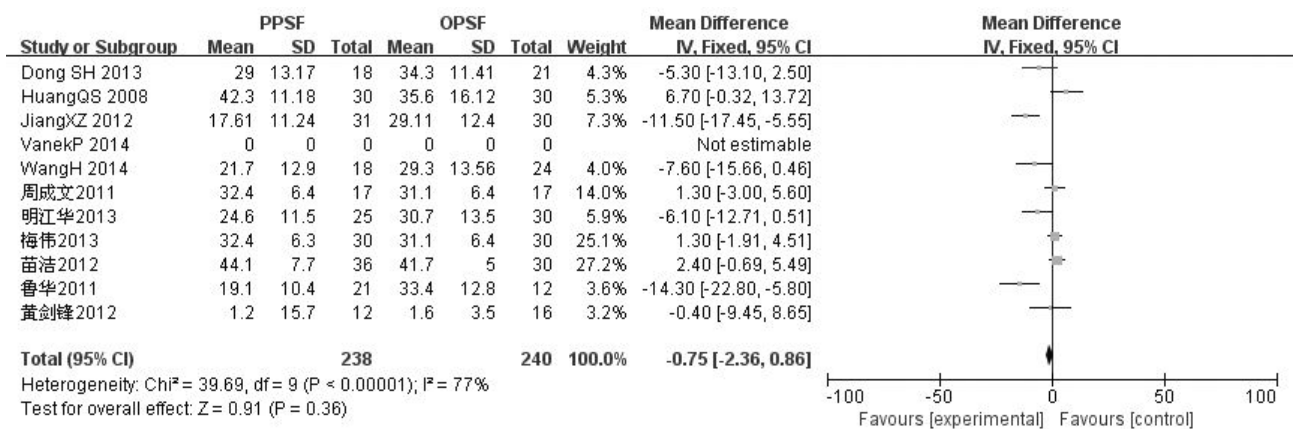 PPSF OPSF Mean Difference Mean Difference
Study or Subgroup Mean SD Total Mean SD Total Weight IV, Fixed, 95% CI IV, Fixed, 95% CI
Dong SH 2013 29 13.17 18 34.3 11.41 21 4.3% -5.30 [-13.10, 2.50]
HuangQS 2008 42.3 11.18 30 35.6 16.12 30 5.3% 6.70 [-0.32, 13.72]
JiangXZ 2012 17.61 11.24 31 29.11 12.4 30 7.3% -11.50 [-17.45, -5.55]
VanekP 2014 0 0 0 0 0 0 Not estimable
WangH 2014 21.7 12.9 18 29.3 13.56 24 4.0% -7.60 [-15.66, 0.46]
周成文2011 32.4 6.4 17 31.1 6.4 17 14.0% 1.30 [-3.00, 5.60]
明江华2013 24.6 11.5 25 30.7 13.5 30 5.9% -6.10 [-12.71, 0.51]
梅伟2013 32.4 6.3 30 31.1 6.4 30 25.1% 1.30 [-1.91, 4.51]
苗洁2012 44.1 7.7 36 41.7 5 30 27.2% 2.40 [-0.69, 5.49]
鲁华2011 19.1 10.4 21 33.4 12.8 12 3.6% -14.30 [-22.80, -5.80]
黄剑锋2012 1.2 15.7 12 1.6 3.5 16 3.2% -0.40 [-9.45, 8.65]
Total (95% CI) 238 240 100.0% -0.75 [-2.36, 0.86]
Heterogeneity: Chi² = 39.69, df = 9 (P < 0.00001); I² = 77%
Test for overall effect: Z = 0.91 (P = 0.36)
-100 -50 0 50 100
Favours [experimental] Favours [control]